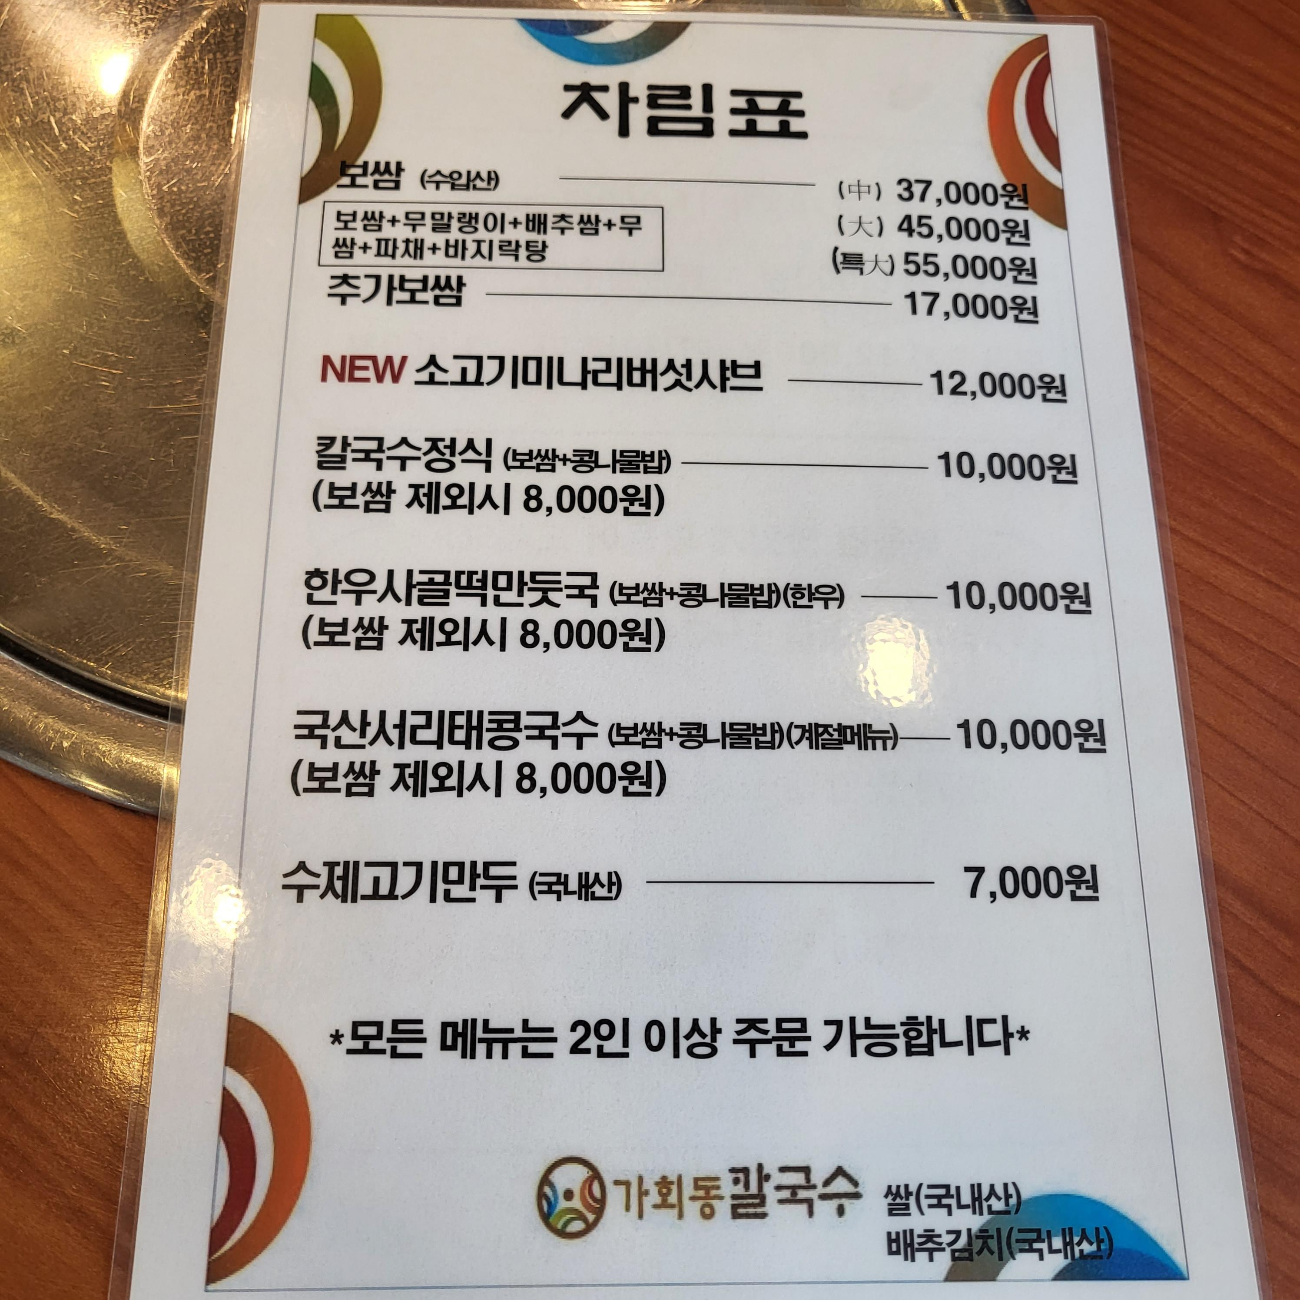 차림표
보쌈 (수입산) (中) 37,000원
(大) 45,000원
(특大) 55,000원
보쌈+무말랭이+배추쌈+무
쌈+파채+바지락탕
추가보쌈 17,000원
NEW 소고기미나리버섯샤브 12,000원
칼국수정식 (보쌈+콩나물밥) 10,000원
(보쌈 제외시 8,000원)
한우사골떡만둣국 (보쌈+콩나물밥)(한우) 10,000원
(보쌈 제외시 8,000원)
국산서리태콩국수 (보쌈+콩나물밥)(계절메뉴) 10,000원
(보쌈 제외시 8,000원)
수제고기만두 (국내산) 7,000원
*모든 메뉴는 2인 이상 주문 가능합니다*
가회동칼국수
쌀(국내산)
배추김치(국내산)